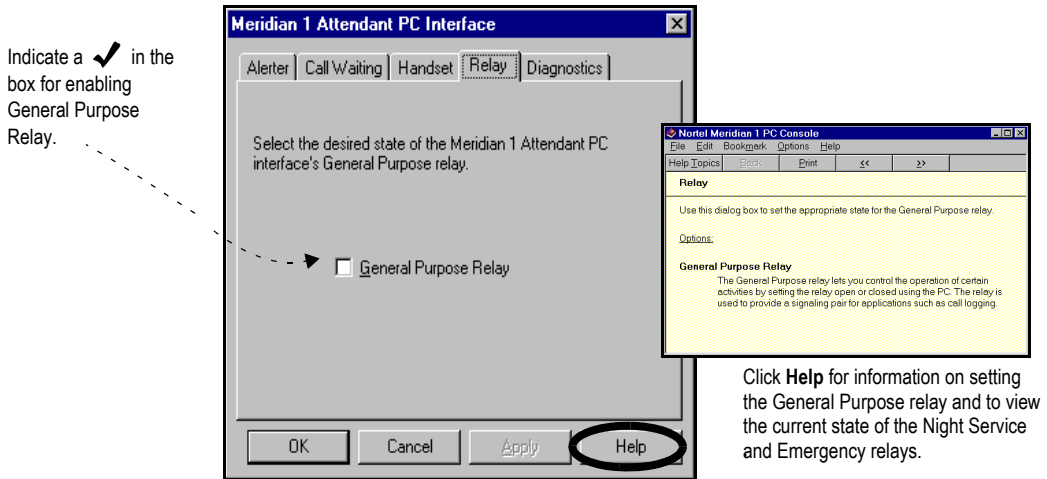 Indicate a ✓ in the
box for enabling
General Purpose
Relay.
Meridian 1 Attendant PC Interface
Alerter Call Waiting Handset Relay Diagnostics
Select the desired state of the Meridian 1 Attendant PC
interface's General Purpose relay.
General Purpose Relay
OK Cancel Apply Help
Nortel Meridian 1 PC Console
File Edit Bookmark Options Help
Help Topics Back Print << >>
Relay
Use this dialog box to set the appropriate state for the General Purpose relay.
Options:
General Purpose Relay
The General Purpose relay lets you control the operation of certain
activities by setting the relay open or closed using the PC. The relay is
used to provide a signaling pair for applications such as call logging.
Click Help for information on setting
the General Purpose relay and to view
the current state of the Night Service
and Emergency relays.